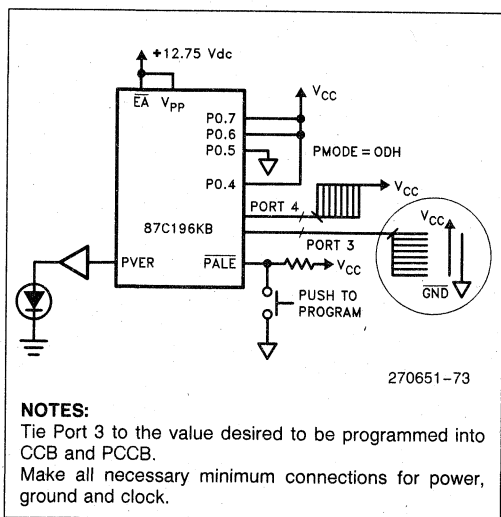 +12.75 Vdc
EA VPP
VCC
P0.7
P0.6
P0.5
PMODE = 0DH
P0.4
VCC
PORT 4
VCC
87C196KB
PORT 3
PVER
PALE
VCC
GND
PUSH TO
PROGRAM
270651-73
NOTES:
Tie Port 3 to the value desired to be programmed into
CCB and PCCB.
Make all necessary minimum connections for power,
ground and clock.